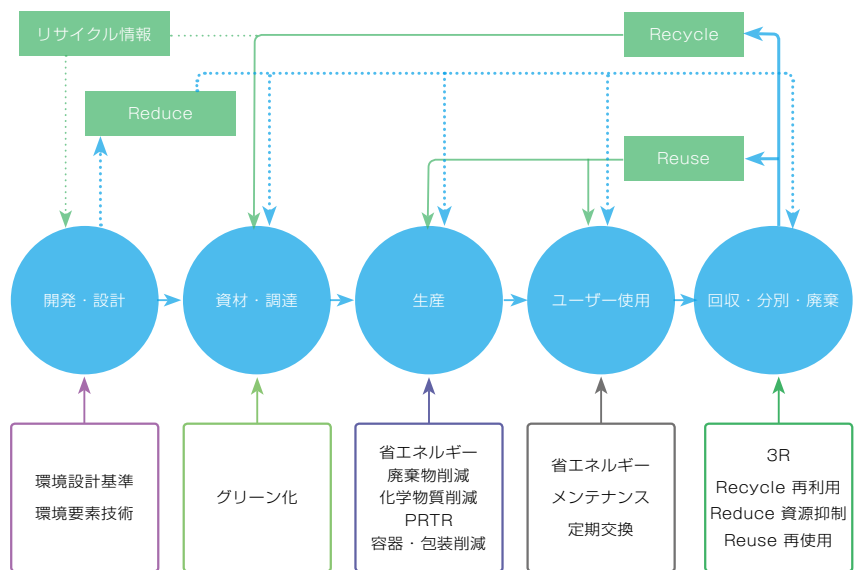 リサイクル情報
Recycle
Reduce
Reuse
開発・設計
資材・調達
生産
ユーザー使用
回収・分別・廃棄
環境設計基準
環境要素技術
グリーン化
省エネルギー
廃棄物削減
化学物質削減
PRTR
容器・包装削減
省エネルギー
メンテナンス
定期交換
3R
Recycle 再利用
Reduce 資源抑制
Reuse 再使用